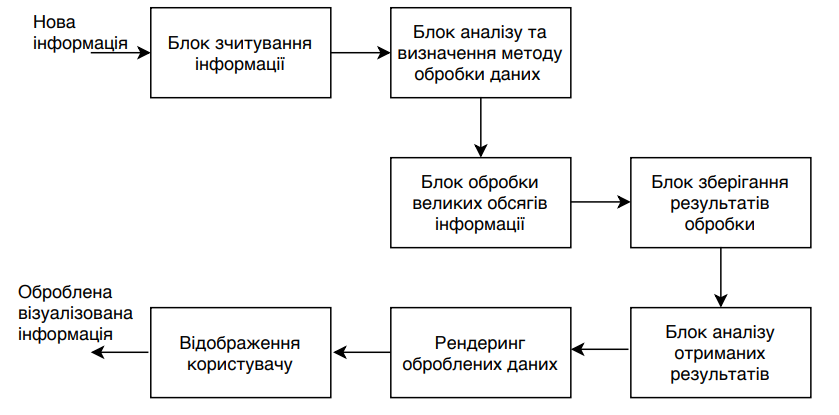 Нова
інформація
Блок зчитування
інформації
Блок аналізу та
визначення методу
обробки даних
Блок обробки
великих обсягів
інформації
Блок зберігання
результатів
обробки
Блок аналізу
отриманих
результатів
Рендеринг
оброблених даних
Відображення
користувачу
Оброблена
візуалізована
інформація